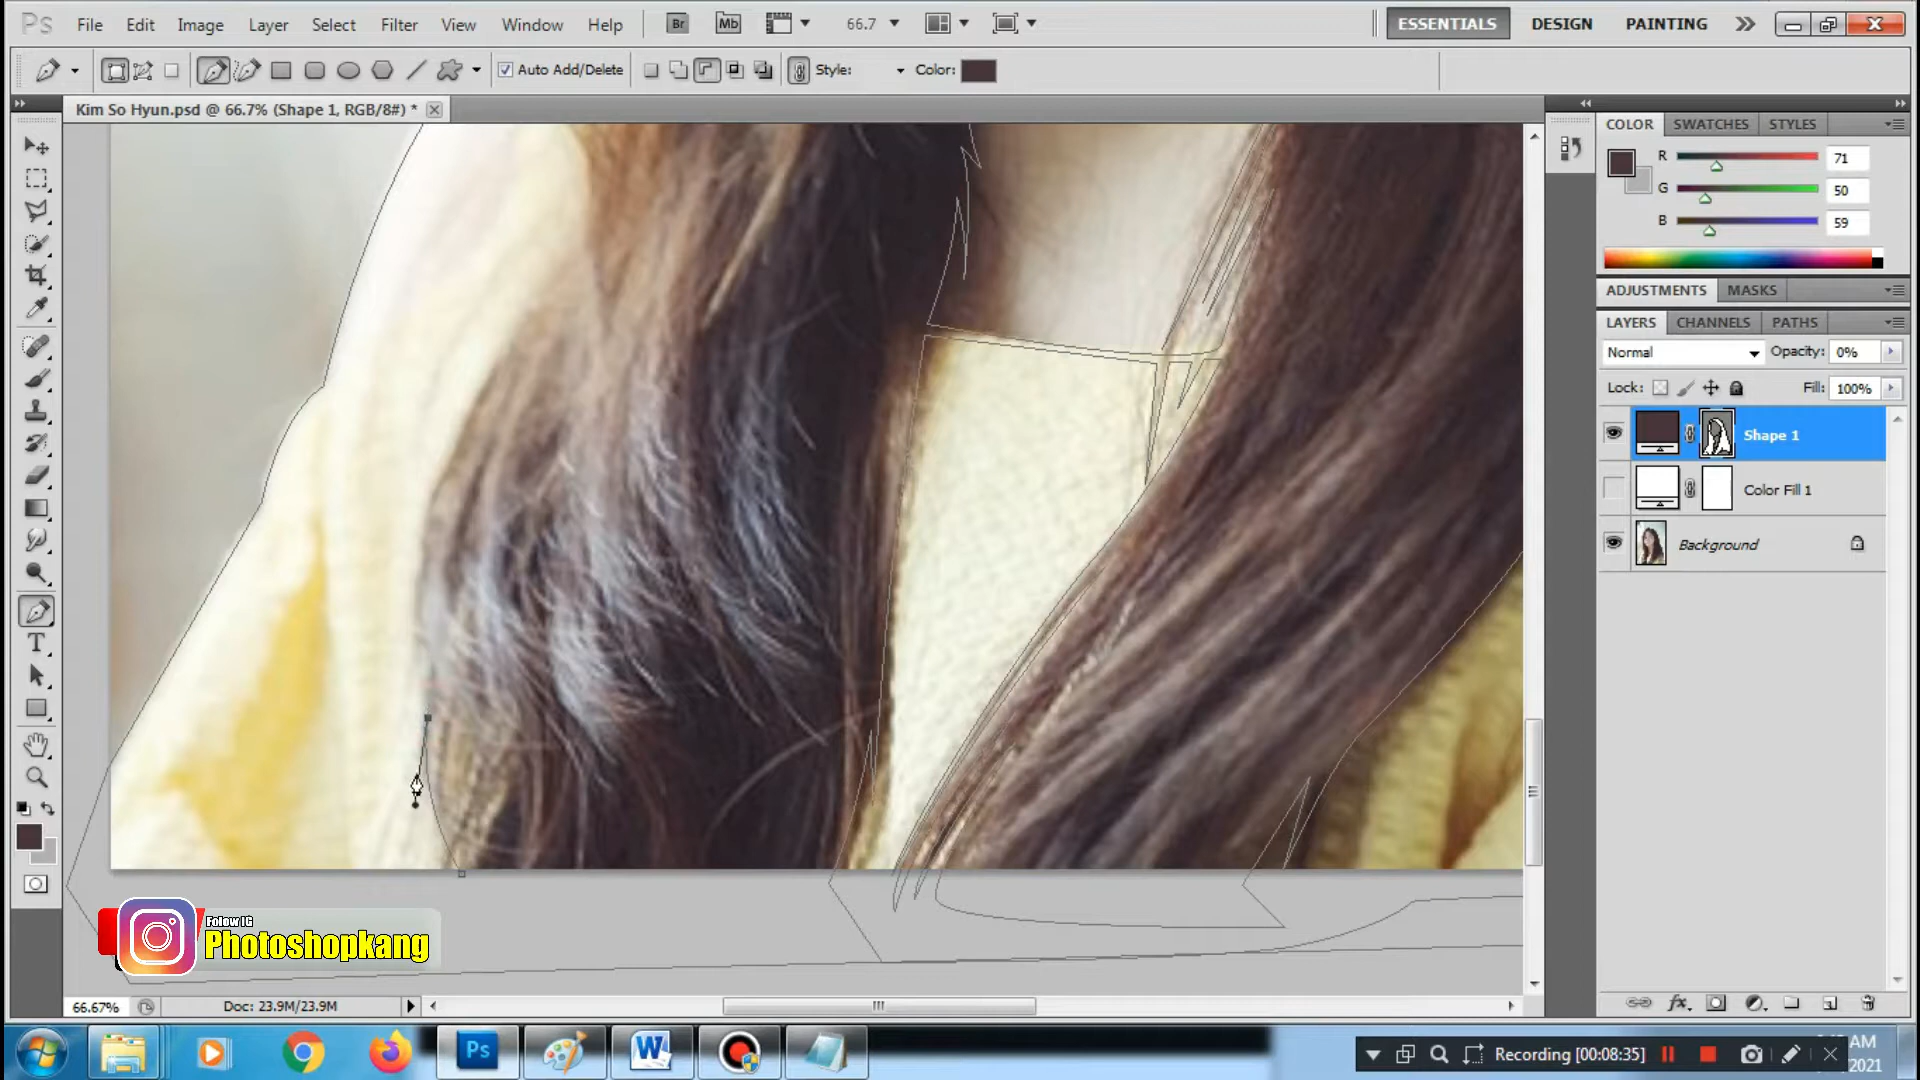 Ps File Edit Image Layer Select Filter Analysis View Window Help Br Mb 66.7 ESSENTIALS DESIGN PAINTING
Auto Add/Delete Style: Color:
Kim So Hyun.psd @ 66.7% (Shape 1, RGB/8#) *
COLOR SWATCHES STYLES
R 71
G 50
B 59
ADJUSTMENTS MASKS
LAYERS CHANNELS PATHS
Normal Opacity: 0%
Lock: Fill: 100%
Shape 1
Color Fill 1
Background
Folow IG
Photoshopkang
66.67% Doc: 23.9M/23.9M
Ps W Recording [00:08:35] AM
/2021